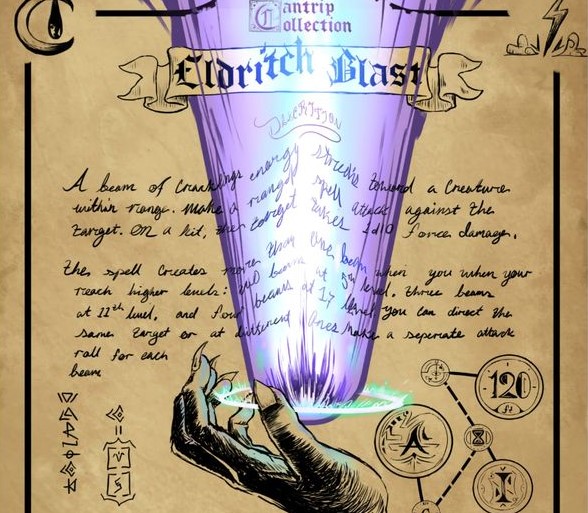 Cantrip
Collection
Eldritch Blast
A beam of Crackling energy streaks toward a Creature
within range. Make a ranged spell attack against the
target. On a hit, the target takes 1d10 force damage.
the spell Creates more than One beam when you when your
reach higher levels: two beams at 5th level, three beams
at 11th level, and four beams at 17 level. you can direct the
same target or at different Ones. Make a seperate attack
roll for each
beam
120
ft
V
S
I